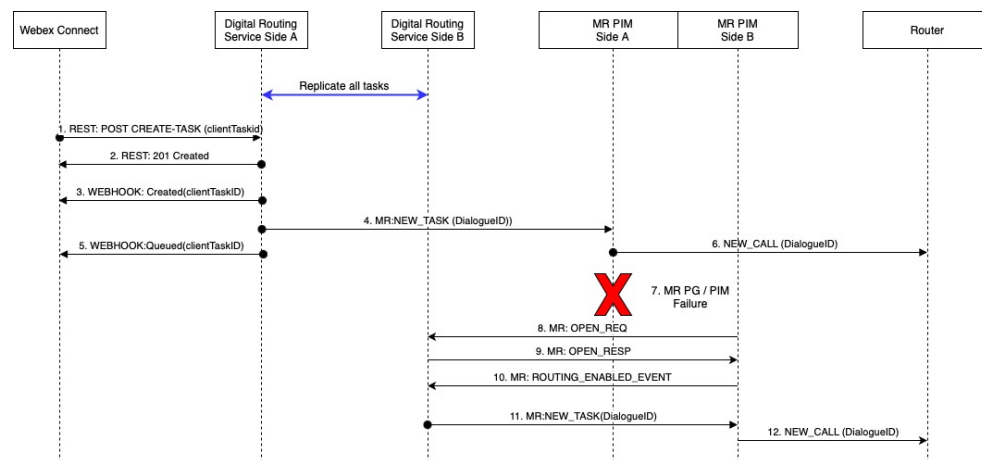 Webex Connect
Digital Routing
Service Side A
Digital Routing
Service Side B
MR PIM
Side A
MR PIM
Side B
Router
Replicate all tasks
1. REST: POST CREATE-TASK (clientTaskid)
2. REST: 201 Created
3. WEBHOOK: Created(clientTaskID)
4. MR:NEW_TASK (DialogueID))
5. WEBHOOK:Queued(clientTaskID)
6. NEW_CALL (DialogueID)
7. MR PG / PIM
Failure
8. MR: OPEN_REQ
9. MR: OPEN_RESP
10. MR: ROUTING_ENABLED_EVENT
11. MR:NEW_TASK(DialogueID)
12. NEW_CALL (DialogueID)